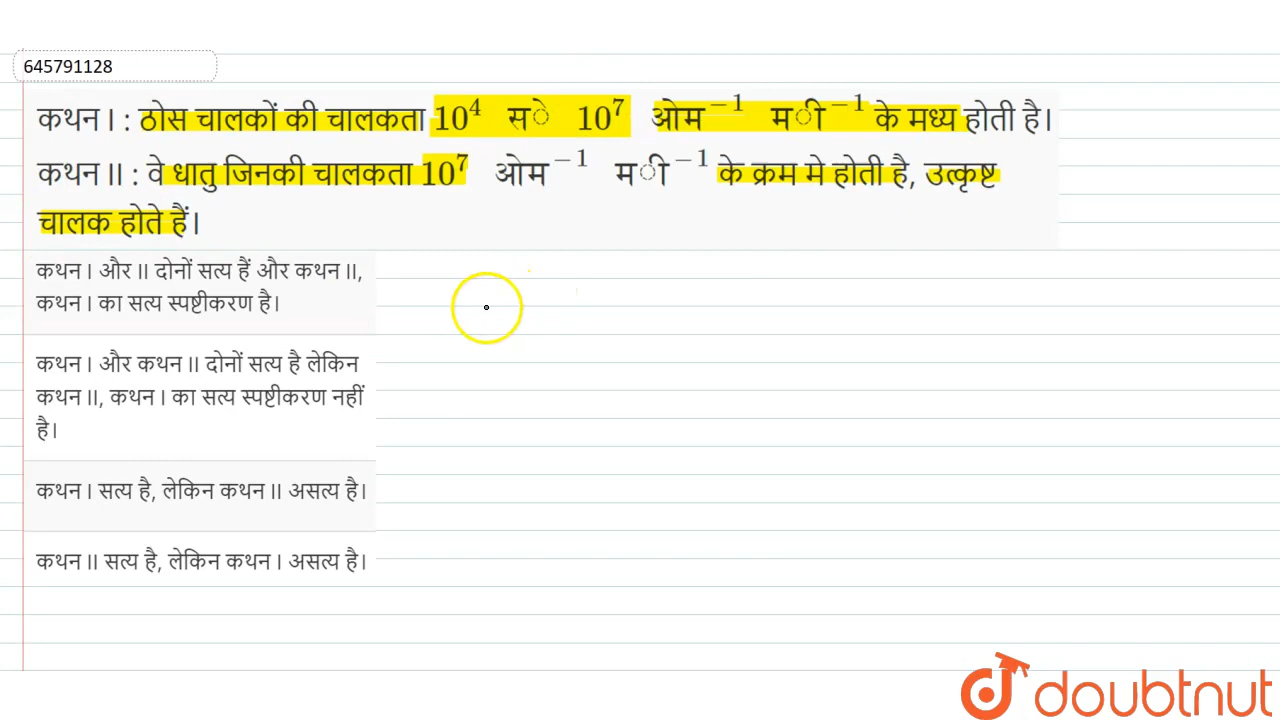 645791128
कथन I : ठोस चालकों की चालकता 10^4 से 10^7 ओम^-1 मी^-1 के मध्य होती है।
कथन II : वे धातु जिनकी चालकता 10^7 ओम^-1 मी^-1 के क्रम मे होती है, उत्कृष्ट
चालक होते हैं।
कथन I और II दोनों सत्य हैं और कथन II,
कथन I का सत्य स्पष्टीकरण है।
कथन I और कथन II दोनों सत्य है लेकिन
कथन II, कथन I का सत्य स्पष्टीकरण नहीं
है।
कथन I सत्य है, लेकिन कथन II असत्य है।
कथन II सत्य है, लेकिन कथन I असत्य है।
doubtnut